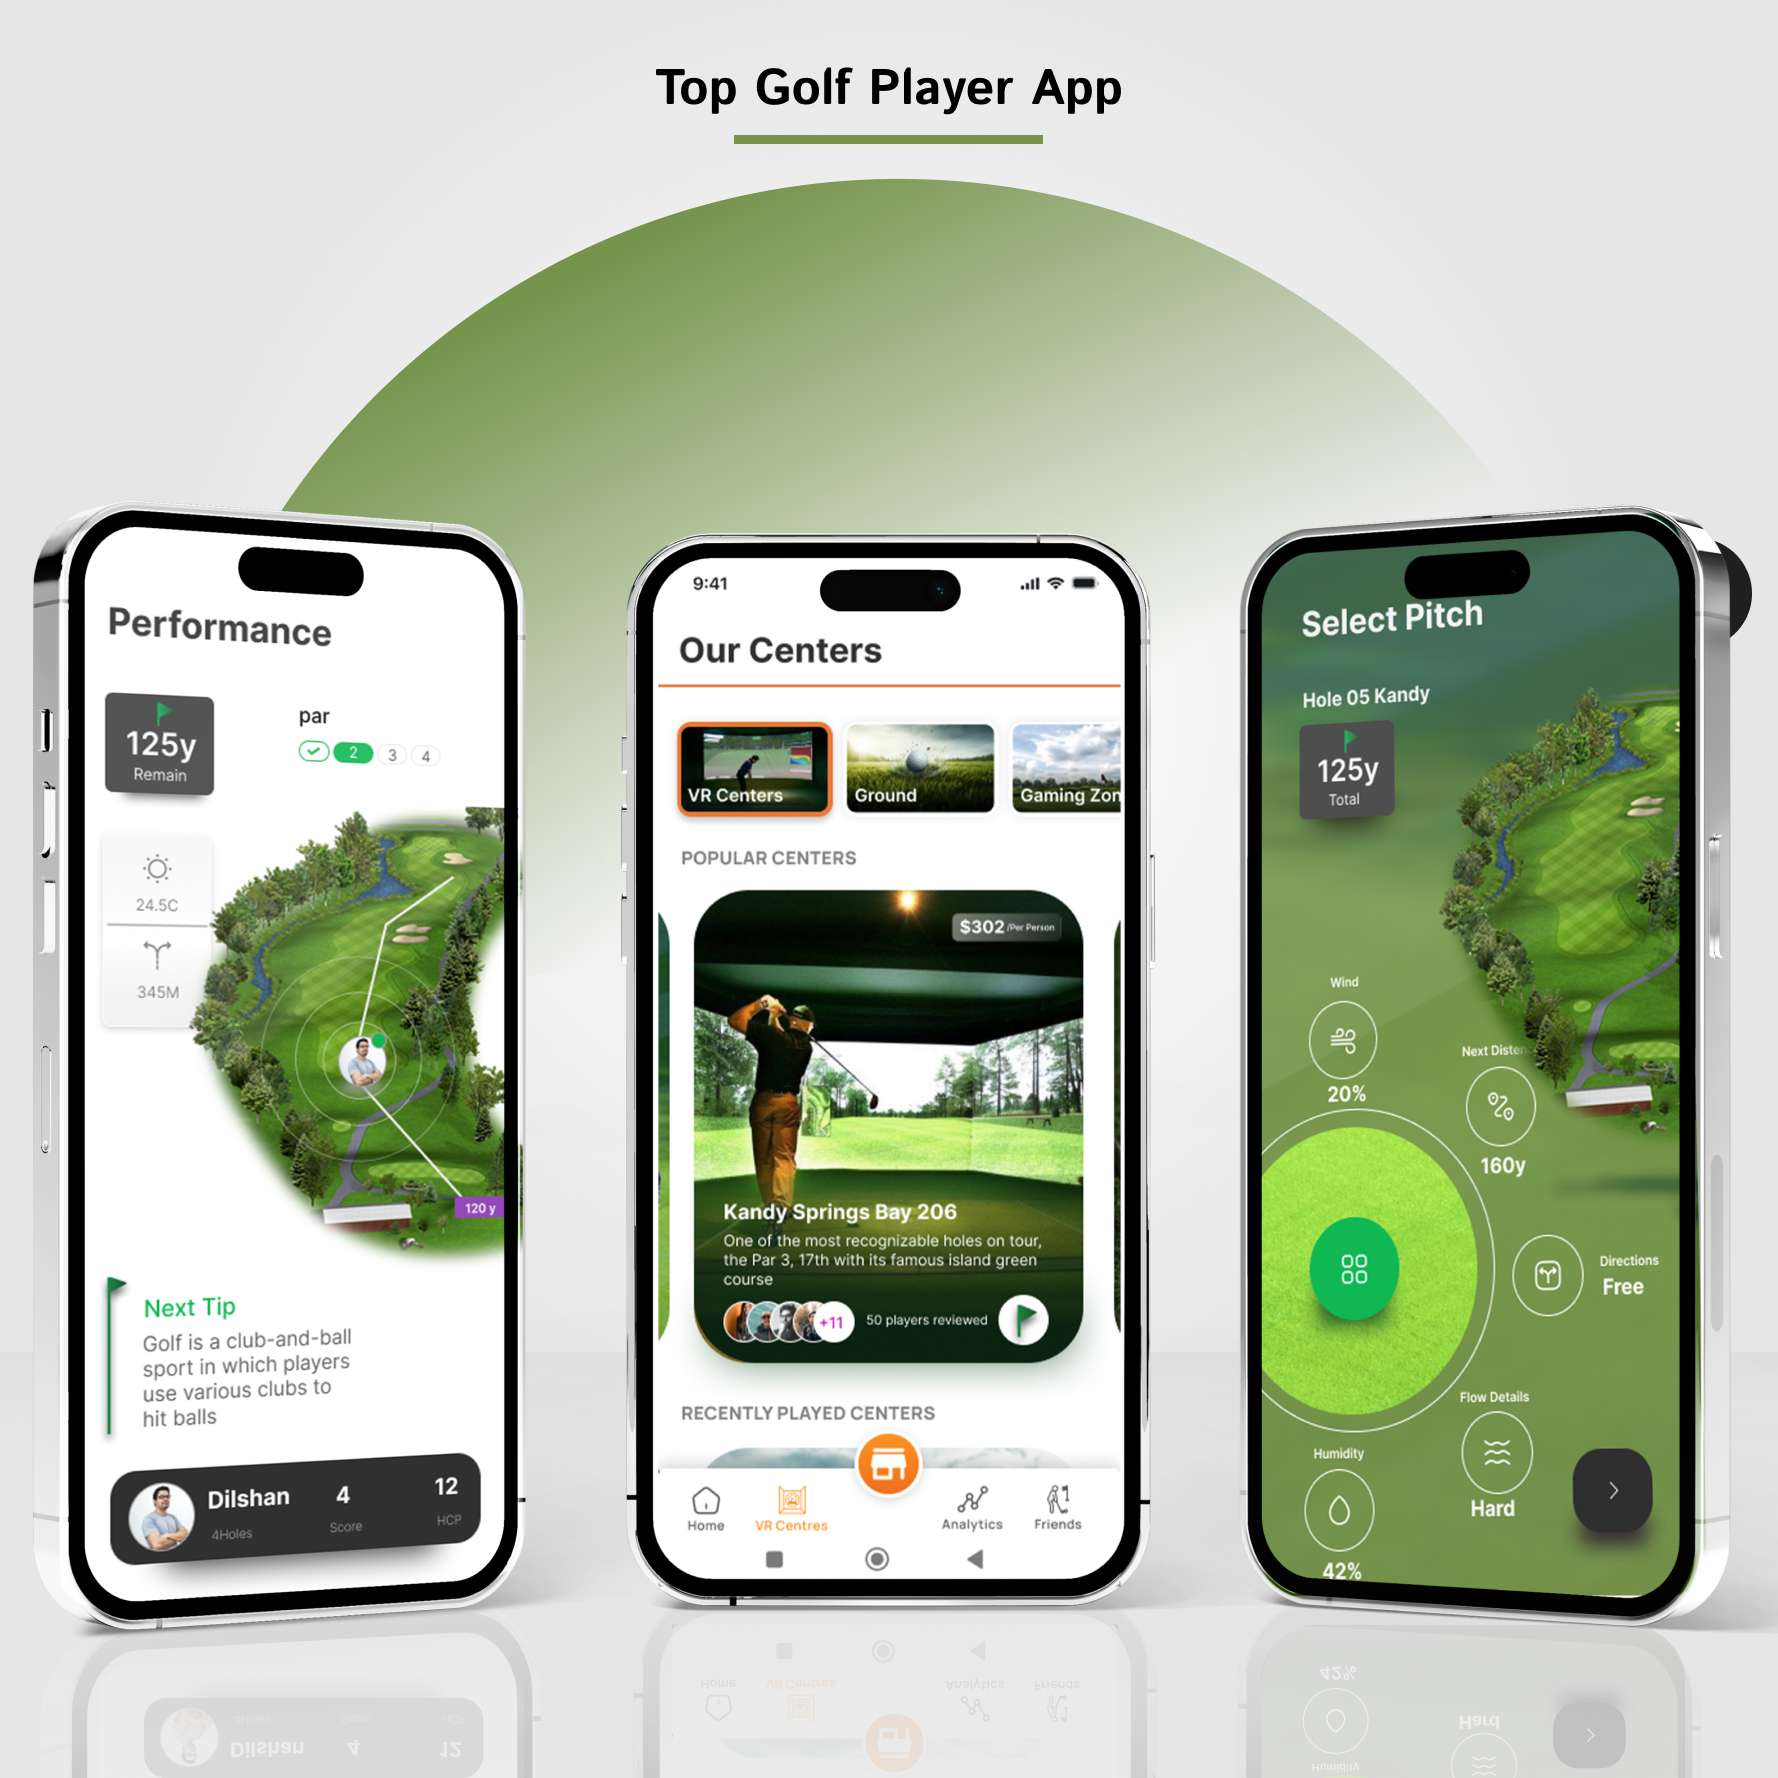 Top Golf Player App
Performance
125y
Remain
par
2
3
4
24.5C
345M
120 y
Next Tip
Golf is a club-and-ball
sport in which players
use various clubs to
hit balls
Dilshan
4
12
4Holes
Score
HCP
9:41
Our Centers
VR Centers
Ground
Gaming Zon
POPULAR CENTERS
$302 /Per Person
Kandy Springs Bay 206
One of the most recognizable holes on tour,
the Par 3, 17th with its famous island green
course
+11
50 players reviewed
RECENTLY PLAYED CENTERS
Home
VR Centres
Analytics
Friends
Select Pitch
Hole 05 Kandy
125y
Total
Wind
20%
Next Disten
160y
Directions
Free
Flow Details
Hard
Humidity
42%